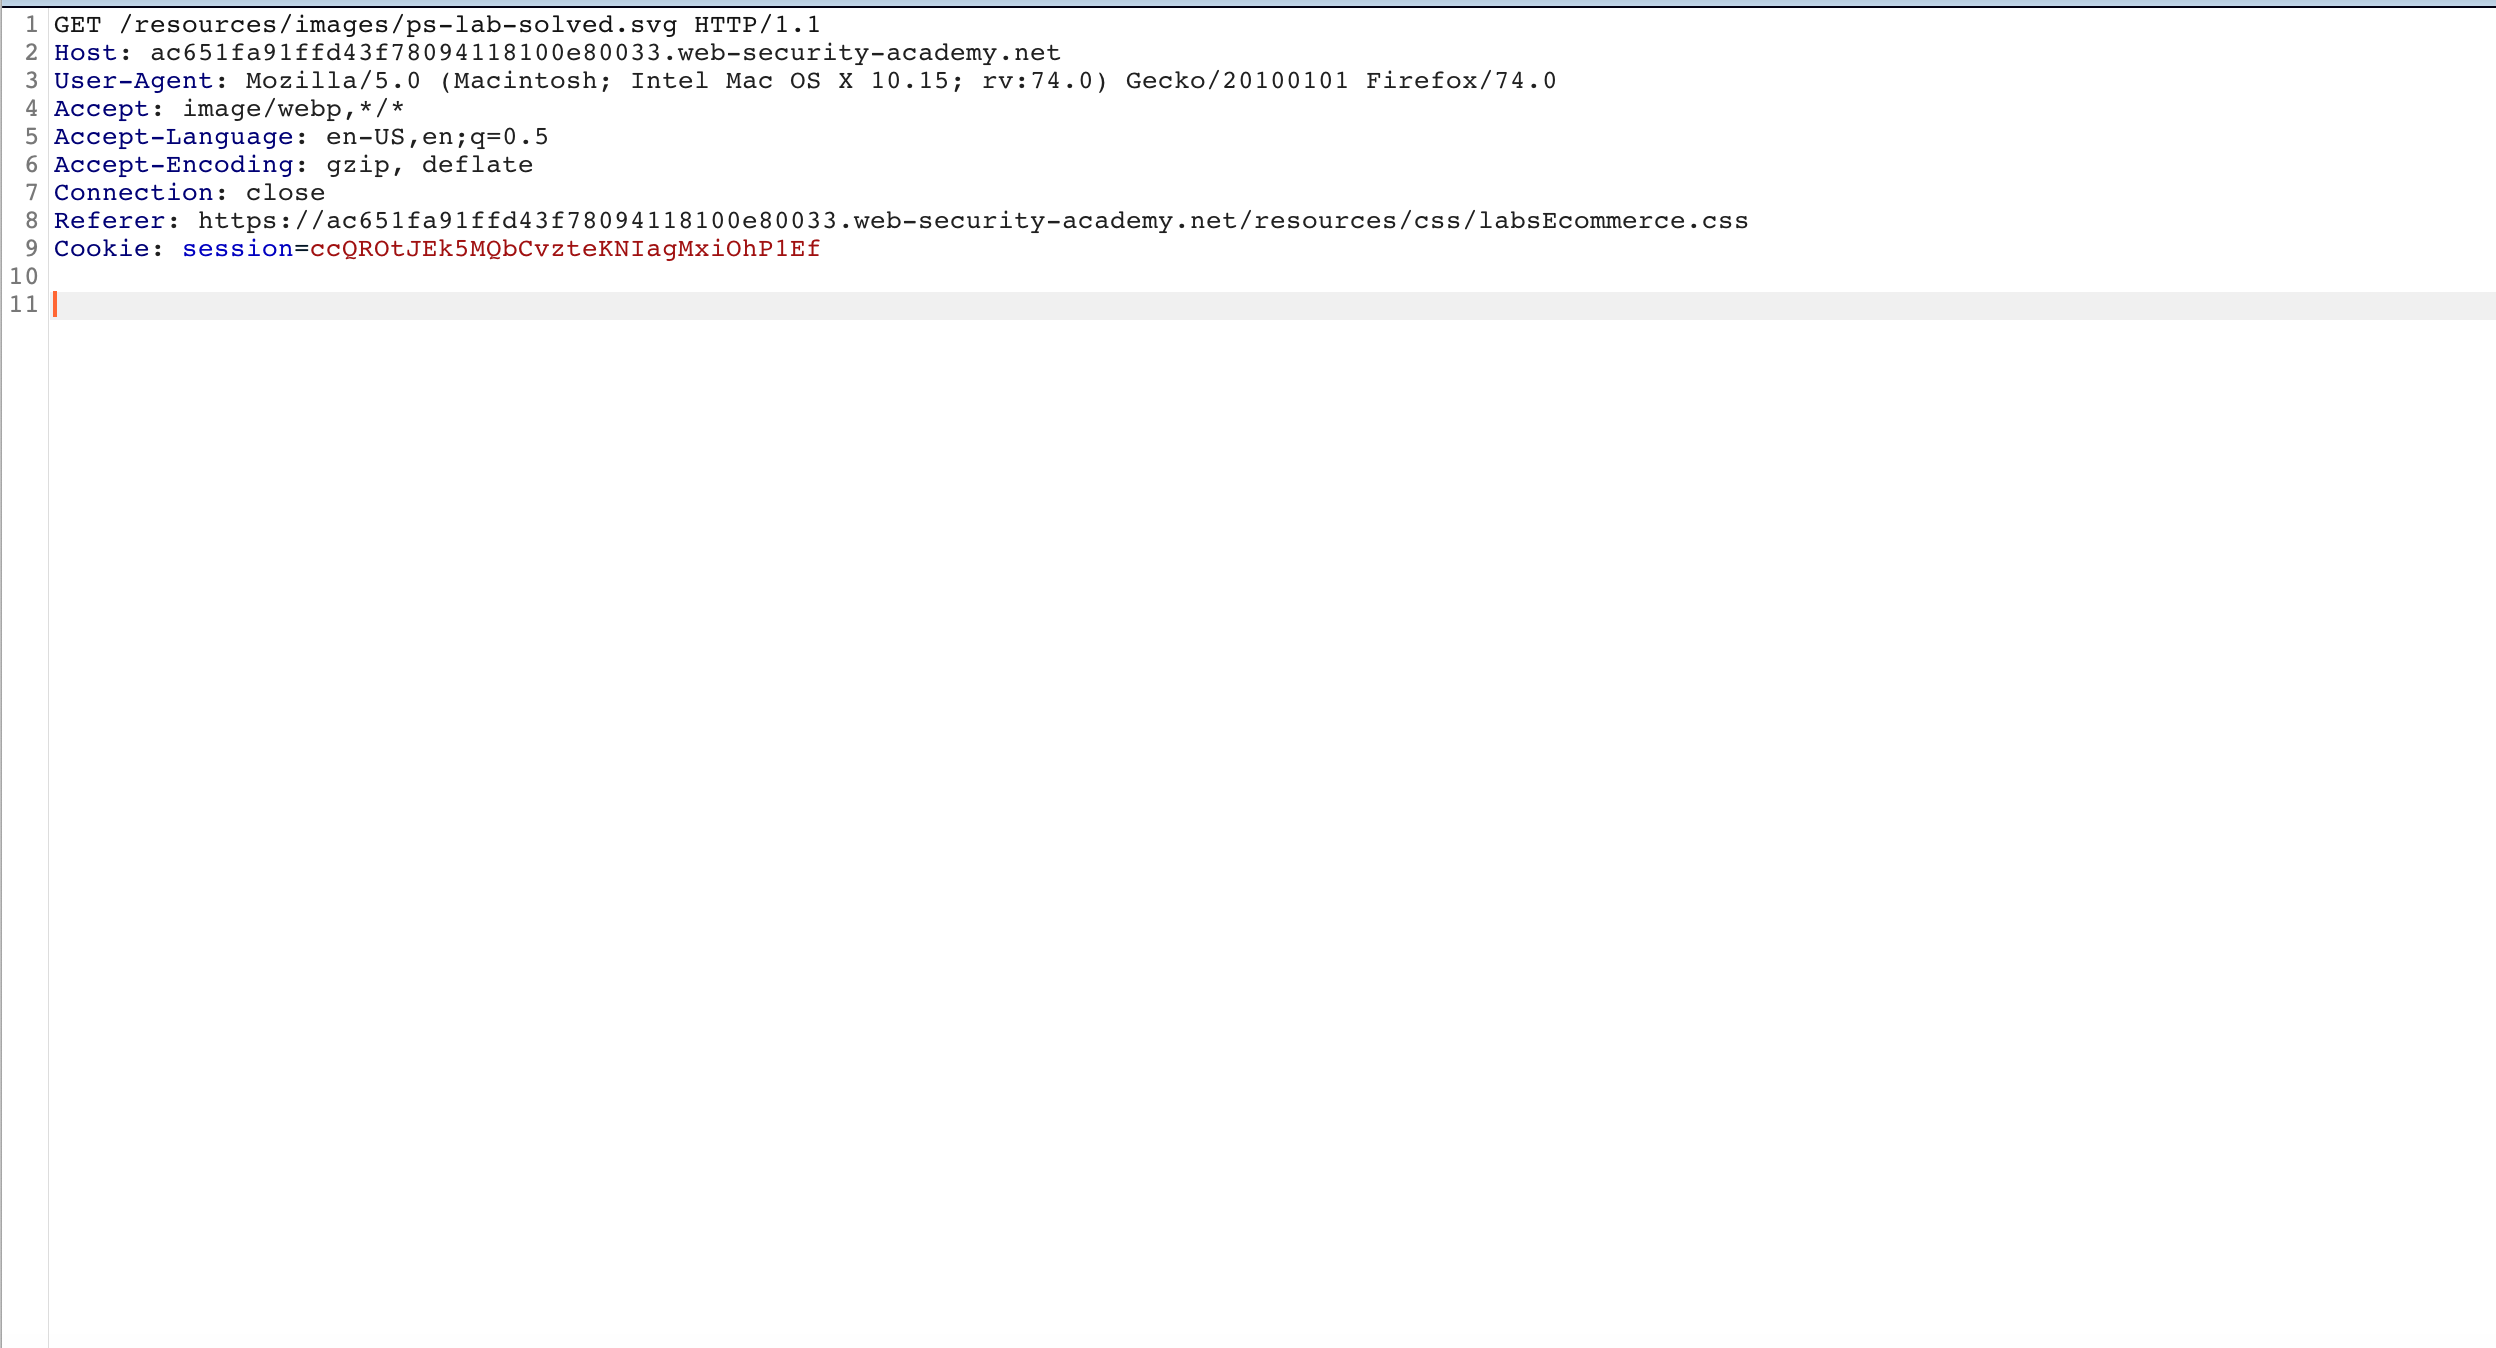 1 GET /resources/images/ps-lab-solved.svg HTTP/1.1
2 Host: ac651fa91ffd43f78094118100e80033.web-security-academy.net
3 User-Agent: Mozilla/5.0 (Macintosh; Intel Mac OS X 10.15; rv:74.0) Gecko/20100101 Firefox/74.0
4 Accept: image/webp,*/*
5 Accept-Language: en-US,en;q=0.5
6 Accept-Encoding: gzip, deflate
7 Connection: close
8 Referer: https://ac651fa91ffd43f78094118100e80033.web-security-academy.net/resources/css/labsEcommerce.css
9 Cookie: session=ccQROtJEk5MQbCvzteKNIagMxiOhP1Ef
10
11